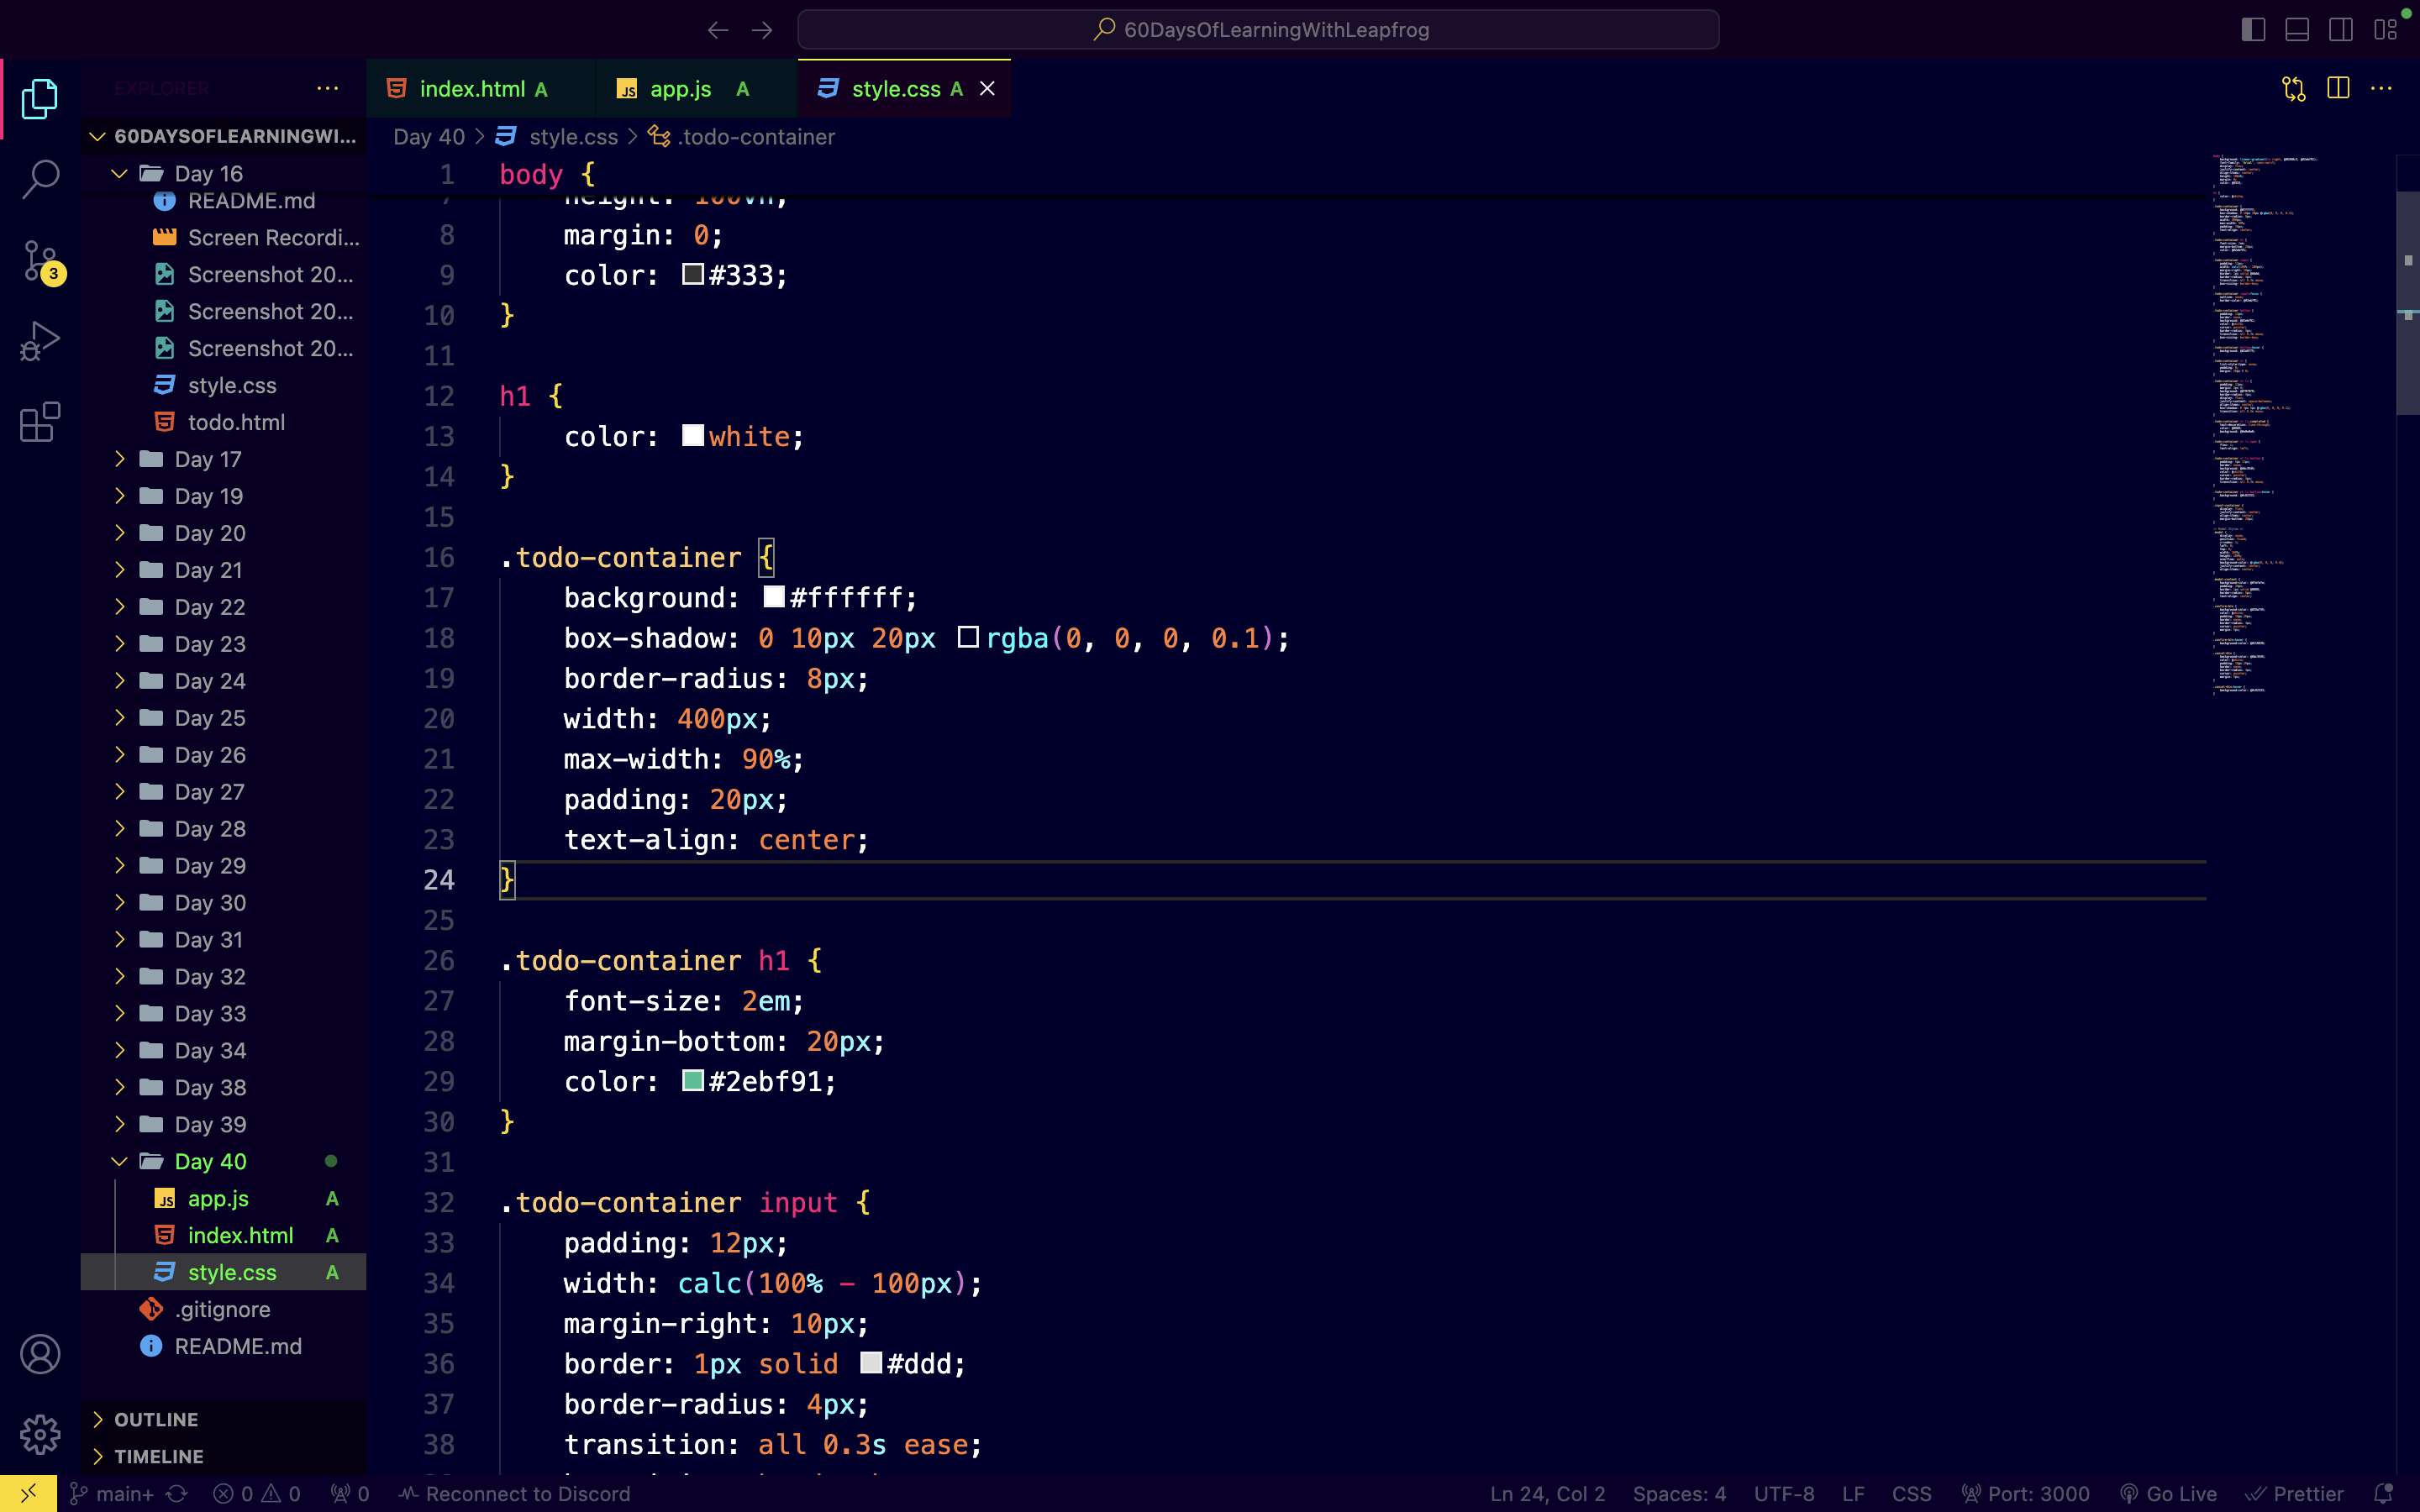 60DaysOfLearningWithLeapfrog
EXPLORER
index.html A
app.js A
style.css A
60DAYSOFLEARNINGWI...
Day 40 > style.css > .todo-container
Day 16
README.md
Screen Recordi...
Screenshot 20...
Screenshot 20...
Screenshot 20...
style.css
todo.html
Day 17
Day 19
Day 20
Day 21
Day 22
Day 23
Day 24
Day 25
Day 26
Day 27
Day 28
Day 29
Day 30
Day 31
Day 32
Day 33
Day 34
Day 38
Day 39
Day 40
app.js A
index.html A
style.css A
.gitignore
README.md
OUTLINE
TIMELINE
3
1 body {
7 height: 100vh;
8 margin: 0;
9 color: #333;
10 }
11
12 h1 {
13 color: white;
14 }
15
16 .todo-container {
17 background: #ffffff;
18 box-shadow: 0 10px 20px rgba(0, 0, 0, 0.1);
19 border-radius: 8px;
20 width: 400px;
21 max-width: 90%;
22 padding: 20px;
23 text-align: center;
24 }
25
26 .todo-container h1 {
27 font-size: 2em;
28 margin-bottom: 20px;
29 color: #2ebf91;
30 }
31
32 .todo-container input {
33 padding: 12px;
34 width: calc(100% - 100px);
35 margin-right: 10px;
36 border: 1px solid #ddd;
37 border-radius: 4px;
38 transition: all 0.3s ease;
main+ 0 0 0 Reconnect to Discord
Ln 24, Col 2 Spaces: 4 UTF-8 LF CSS Port: 3000 Go Live Prettier